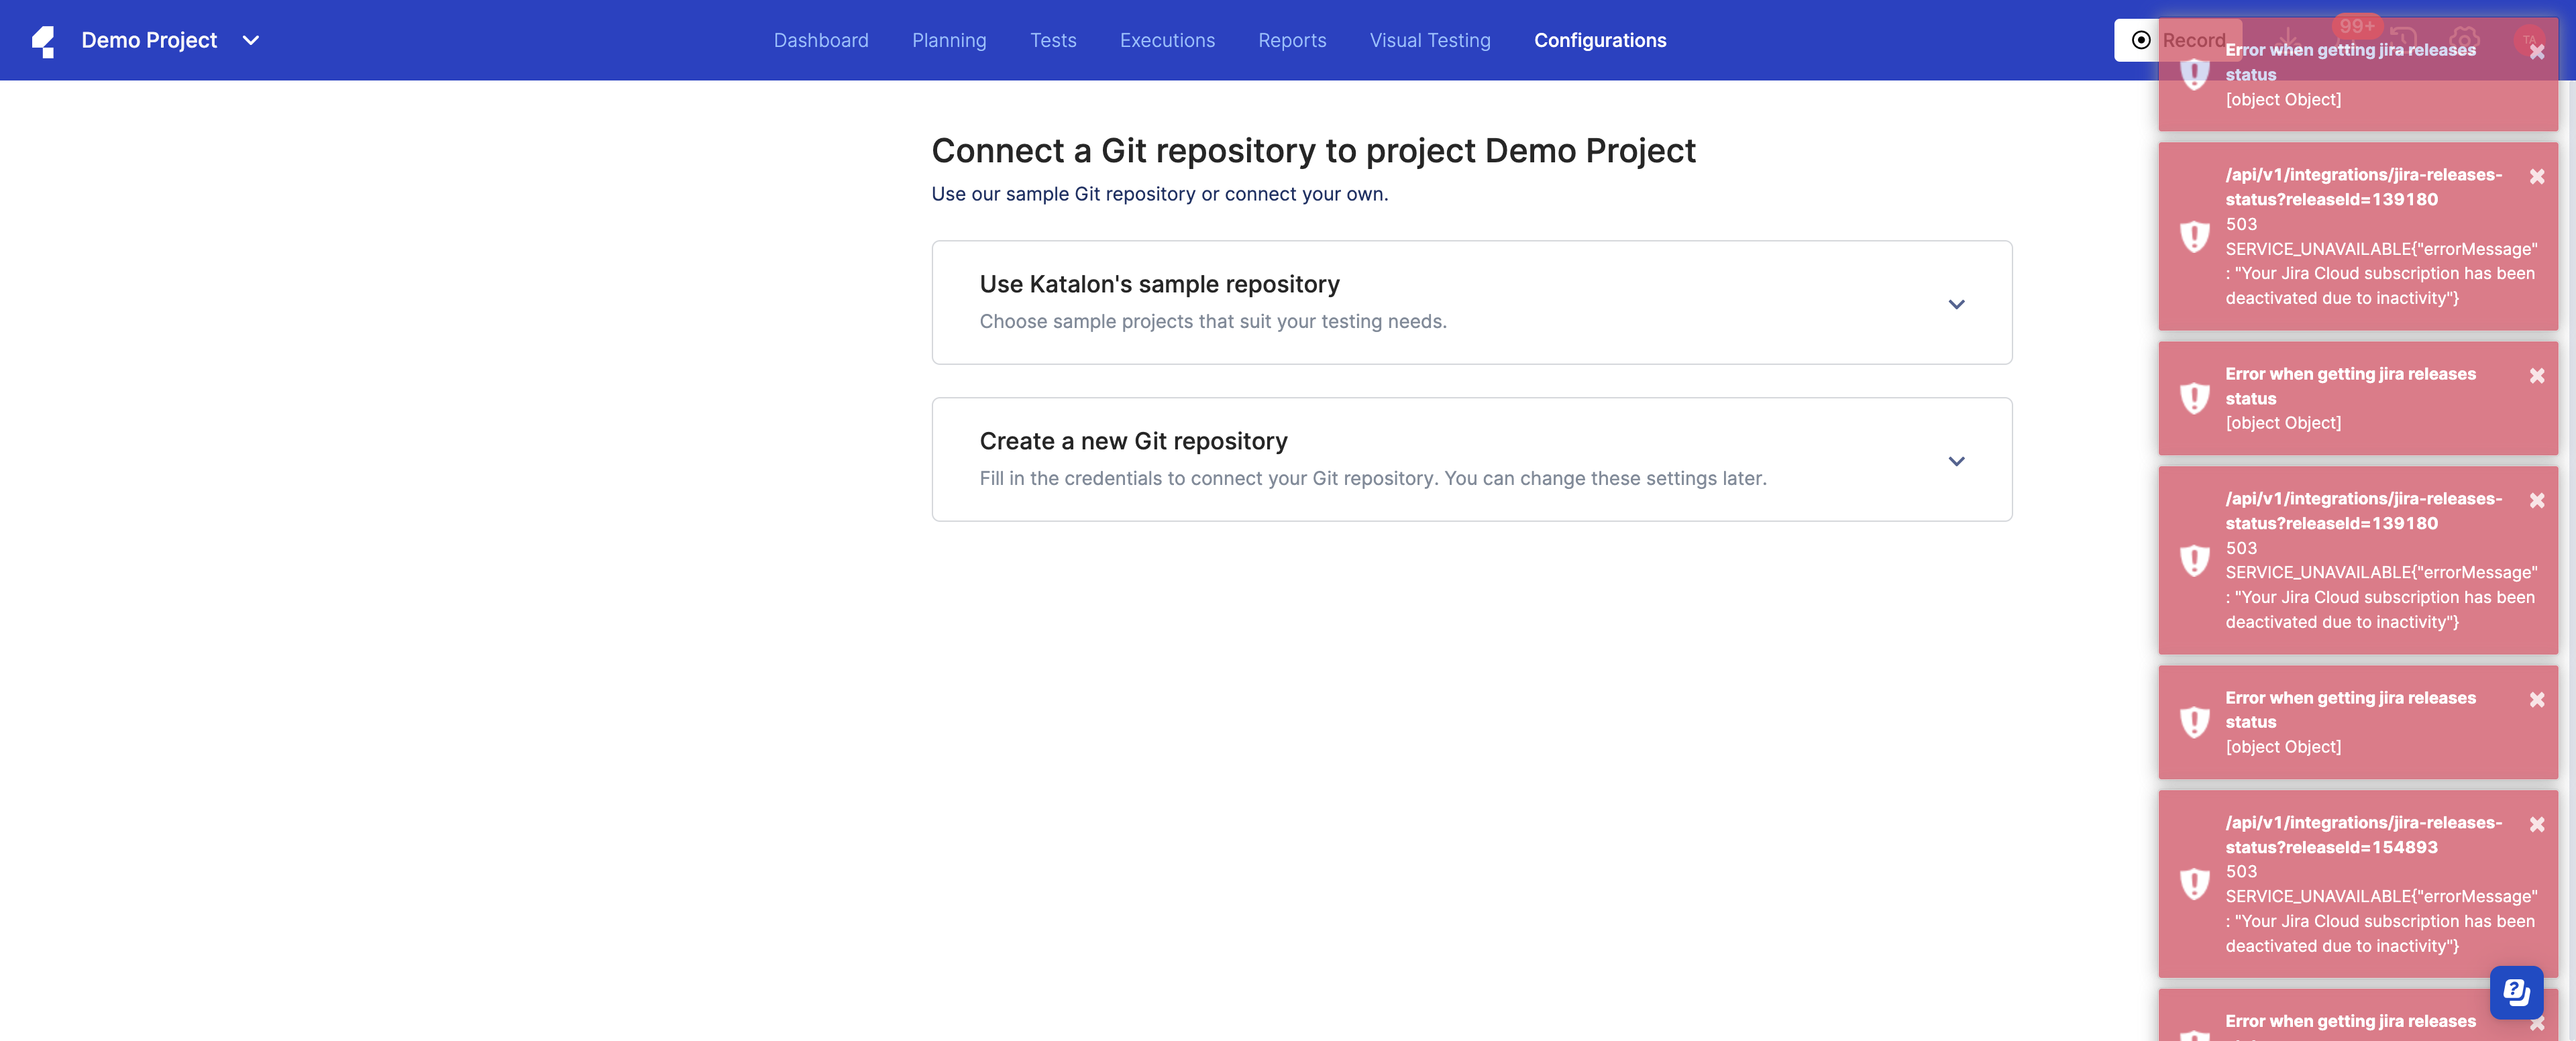 Demo Project
Dashboard
Planning
Tests
Executions
Reports
Visual Testing
Configurations
Record
99+
TA
Connect a Git repository to project Demo Project
Use our sample Git repository or connect your own.
Use Katalon's sample repository
Choose sample projects that suit your testing needs.
Create a new Git repository
Fill in the credentials to connect your Git repository. You can change these settings later.
Error when getting jira releases
status
[object Object]
/api/v1/integrations/jira-releases-
status?releaseId=139180
503
SERVICE_UNAVAILABLE{"errorMessage"
: "Your Jira Cloud subscription has been
deactivated due to inactivity"}
Error when getting jira releases
status
[object Object]
/api/v1/integrations/jira-releases-
status?releaseId=139180
503
SERVICE_UNAVAILABLE{"errorMessage"
: "Your Jira Cloud subscription has been
deactivated due to inactivity"}
Error when getting jira releases
status
[object Object]
/api/v1/integrations/jira-releases-
status?releaseId=154893
503
SERVICE_UNAVAILABLE{"errorMessage"
: "Your Jira Cloud subscription has been
deactivated due to inactivity"}
Error when getting jira releases